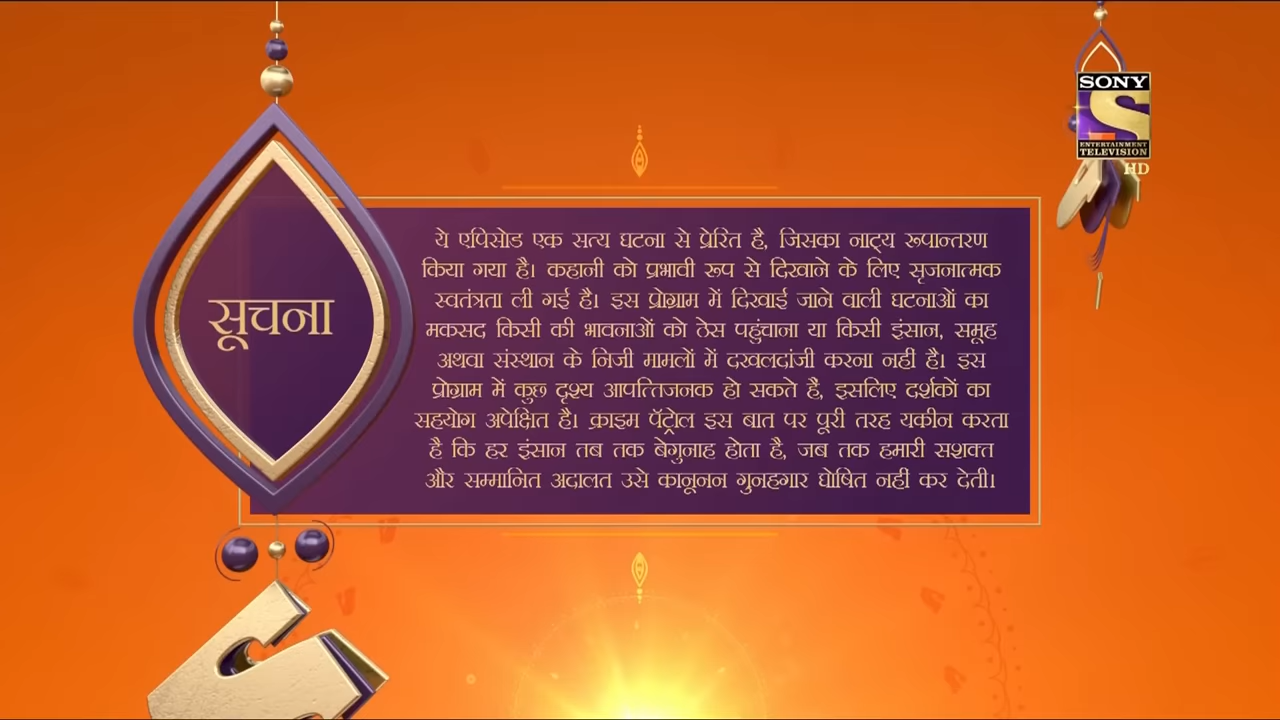 सूचना
ये एपिसोड एक सत्य घटना से प्रेरित है, जिसका नाट्य रूपान्तरण
किया गया है। कहानी को प्रभावी रूप से दिखाने के लिए सृजनात्मक
स्वतंत्रता ली गई है। इस प्रोग्राम में दिखाई जाने वाली घटनाओं का
मकसद किसी की भावनाओं को ठेस पहुंचाना या किसी इंसान, समूह
अथवा संस्थान के निजी मामलों में दखलदांजी करना नहीं है। इस
प्रोग्राम में कुछ दृश्य आपत्तिजनक हो सकते हैं, इसलिए दर्शकों का
सहयोग अपेक्षित है। क्राइम पॅट्रोल इस बात पर पूरी तरह यकीन करता
है कि हर इंसान तब तक बेगुनाह होता है, जब तक हमारी सशक्त
और सम्मानित अदालत उसे कानूनन गुनहगार घोषित नहीं कर देती।
SONY
ENTERTAINMENT
TELEVISION
HD